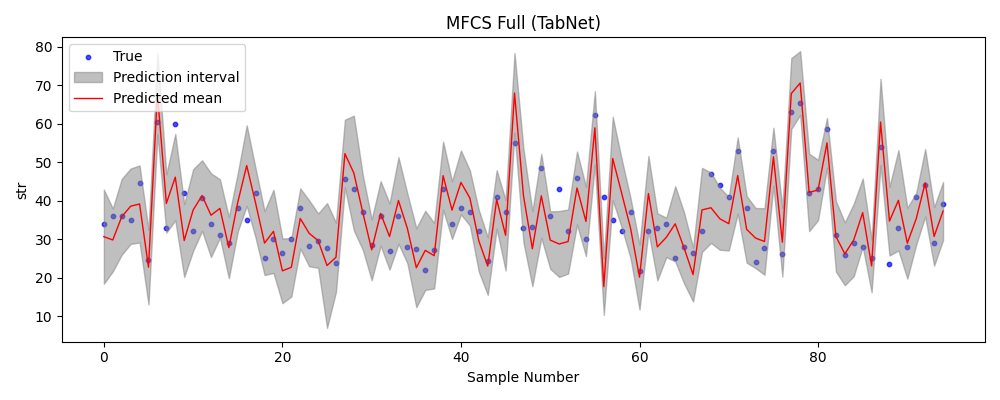 MFCS Full (TabNet)
True
Prediction interval
Predicted mean
80
70
60
50
40
30
20
10
str
0
20
40
60
80
Sample Number